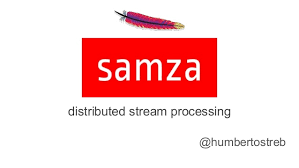 samza
distributed stream processing
@humbertostreb